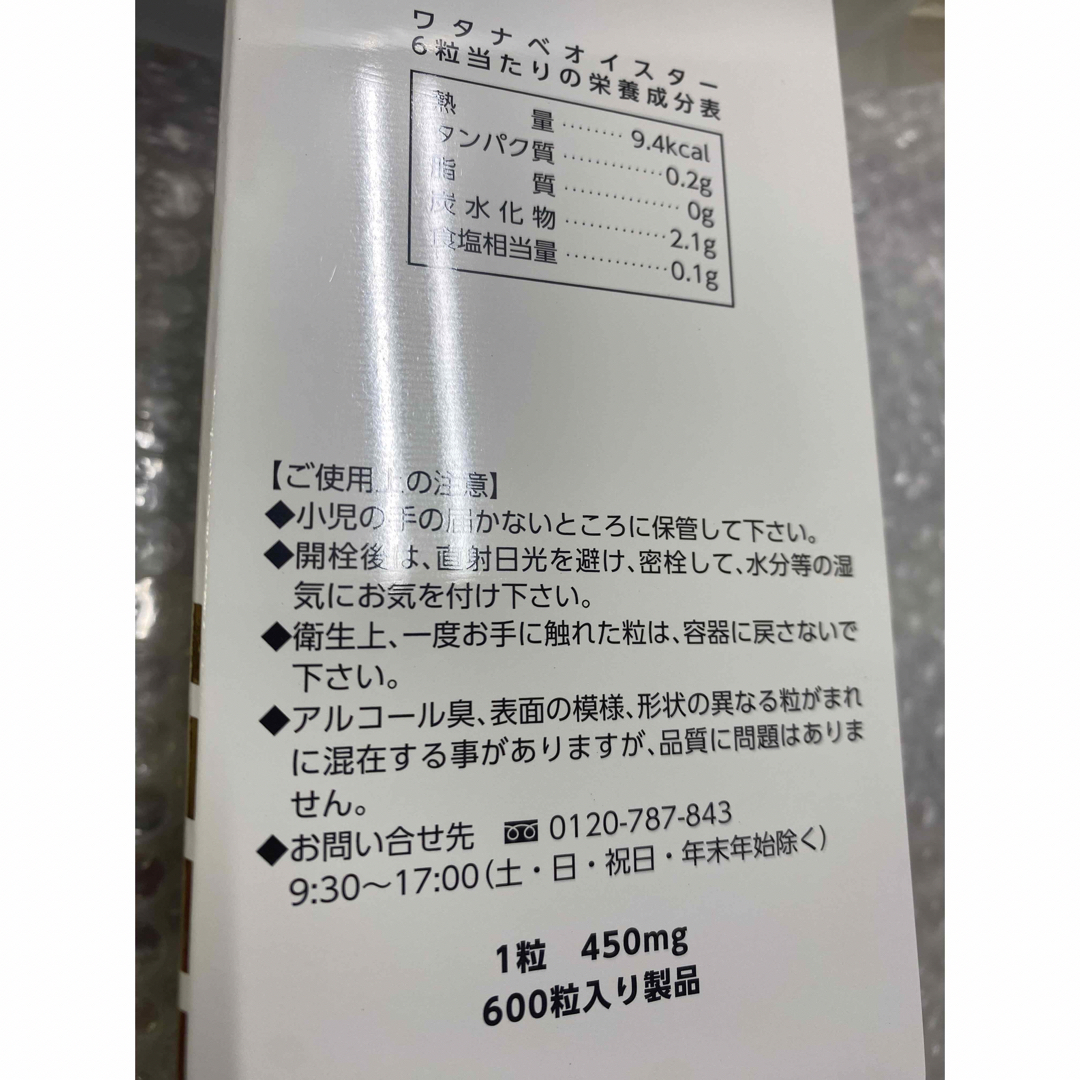 ワタナベオイスター
6粒当たりの栄養成分表
熱量……… 9.4kcal
タンパク質………… 0.2g
脂質………… 0g
炭水化物………… 2.1g
食塩相当量………… 0.1g
【ご使用上の注意】
◆小児の手の届かないところに保管して下さい。
◆開栓後は、直射日光を避け、密栓して、水分等の湿
気にお気を付け下さい。
◆衛生上、一度お手に触れた粒は、容器に戻さないで
下さい。
◆アルコール臭、表面の模様、形状の異なる粒がまれ
に混在する事がありますが、品質に問題はありま
せん。
◆お問い合せ先 0120-787-843
9:30〜17:00(土・日・祝日・年末年始除く)
1粒 450mg
600粒入り製品